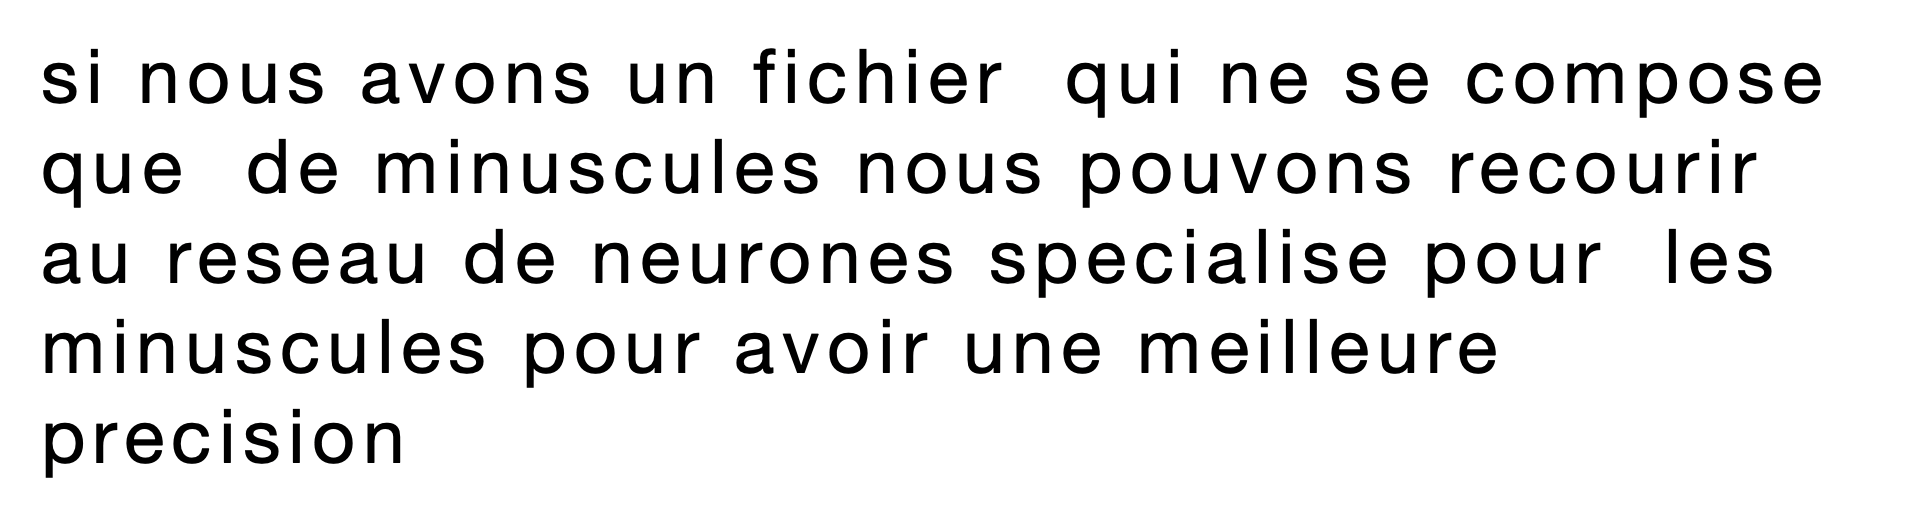 si nous avons un fichier  qui ne se compose
que  de minuscules nous pouvons recourir
au reseau de neurones specialise pour  les
minuscules pour avoir une meilleure
precision